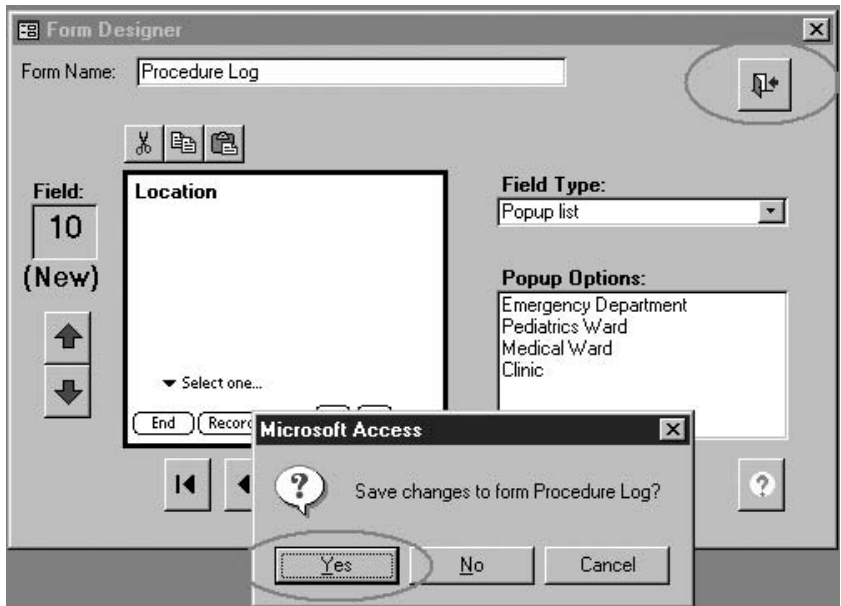 Form Designer
Form Name: Procedure Log
Field:
10
(New)
Location
Select one...
End
Field Type:
Popup list
Popup Options:
Emergency Department
Pediatrics Ward
Medical Ward
Clinic
Microsoft Access
Save changes to form Procedure Log?
Yes No Cancel